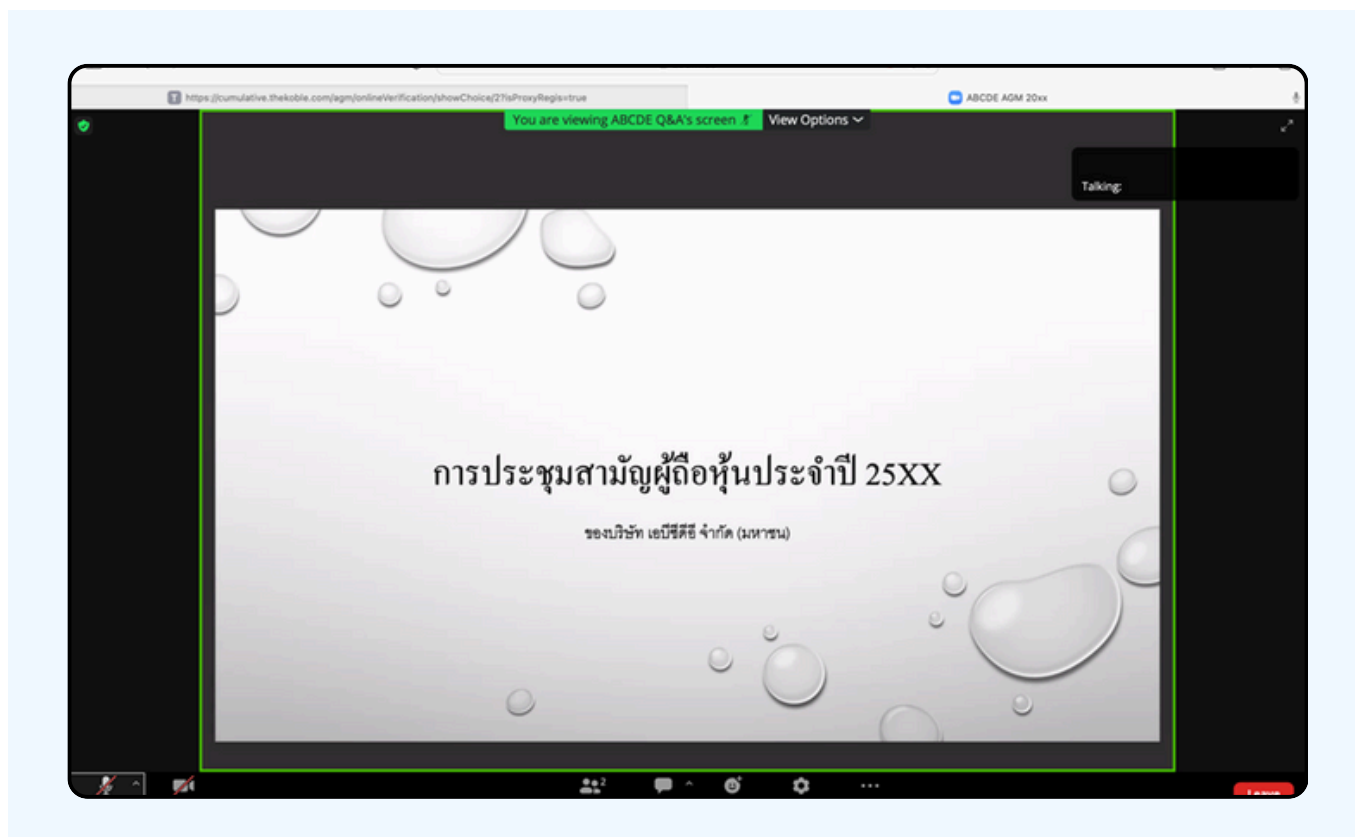 https://cumulative.thekoble.com/agm/onlineVerification/showChoice/2?isProxyRegis=true
ABCDE AGM 20xx
You are viewing ABCDE Q&A's screen
View Options
Talking:
การประชุมสามัญผู้ถือหุ้นประจำปี 25XX
ของบริษัท เอบีซีดีอี จำกัด (มหาชน)
2
Leave